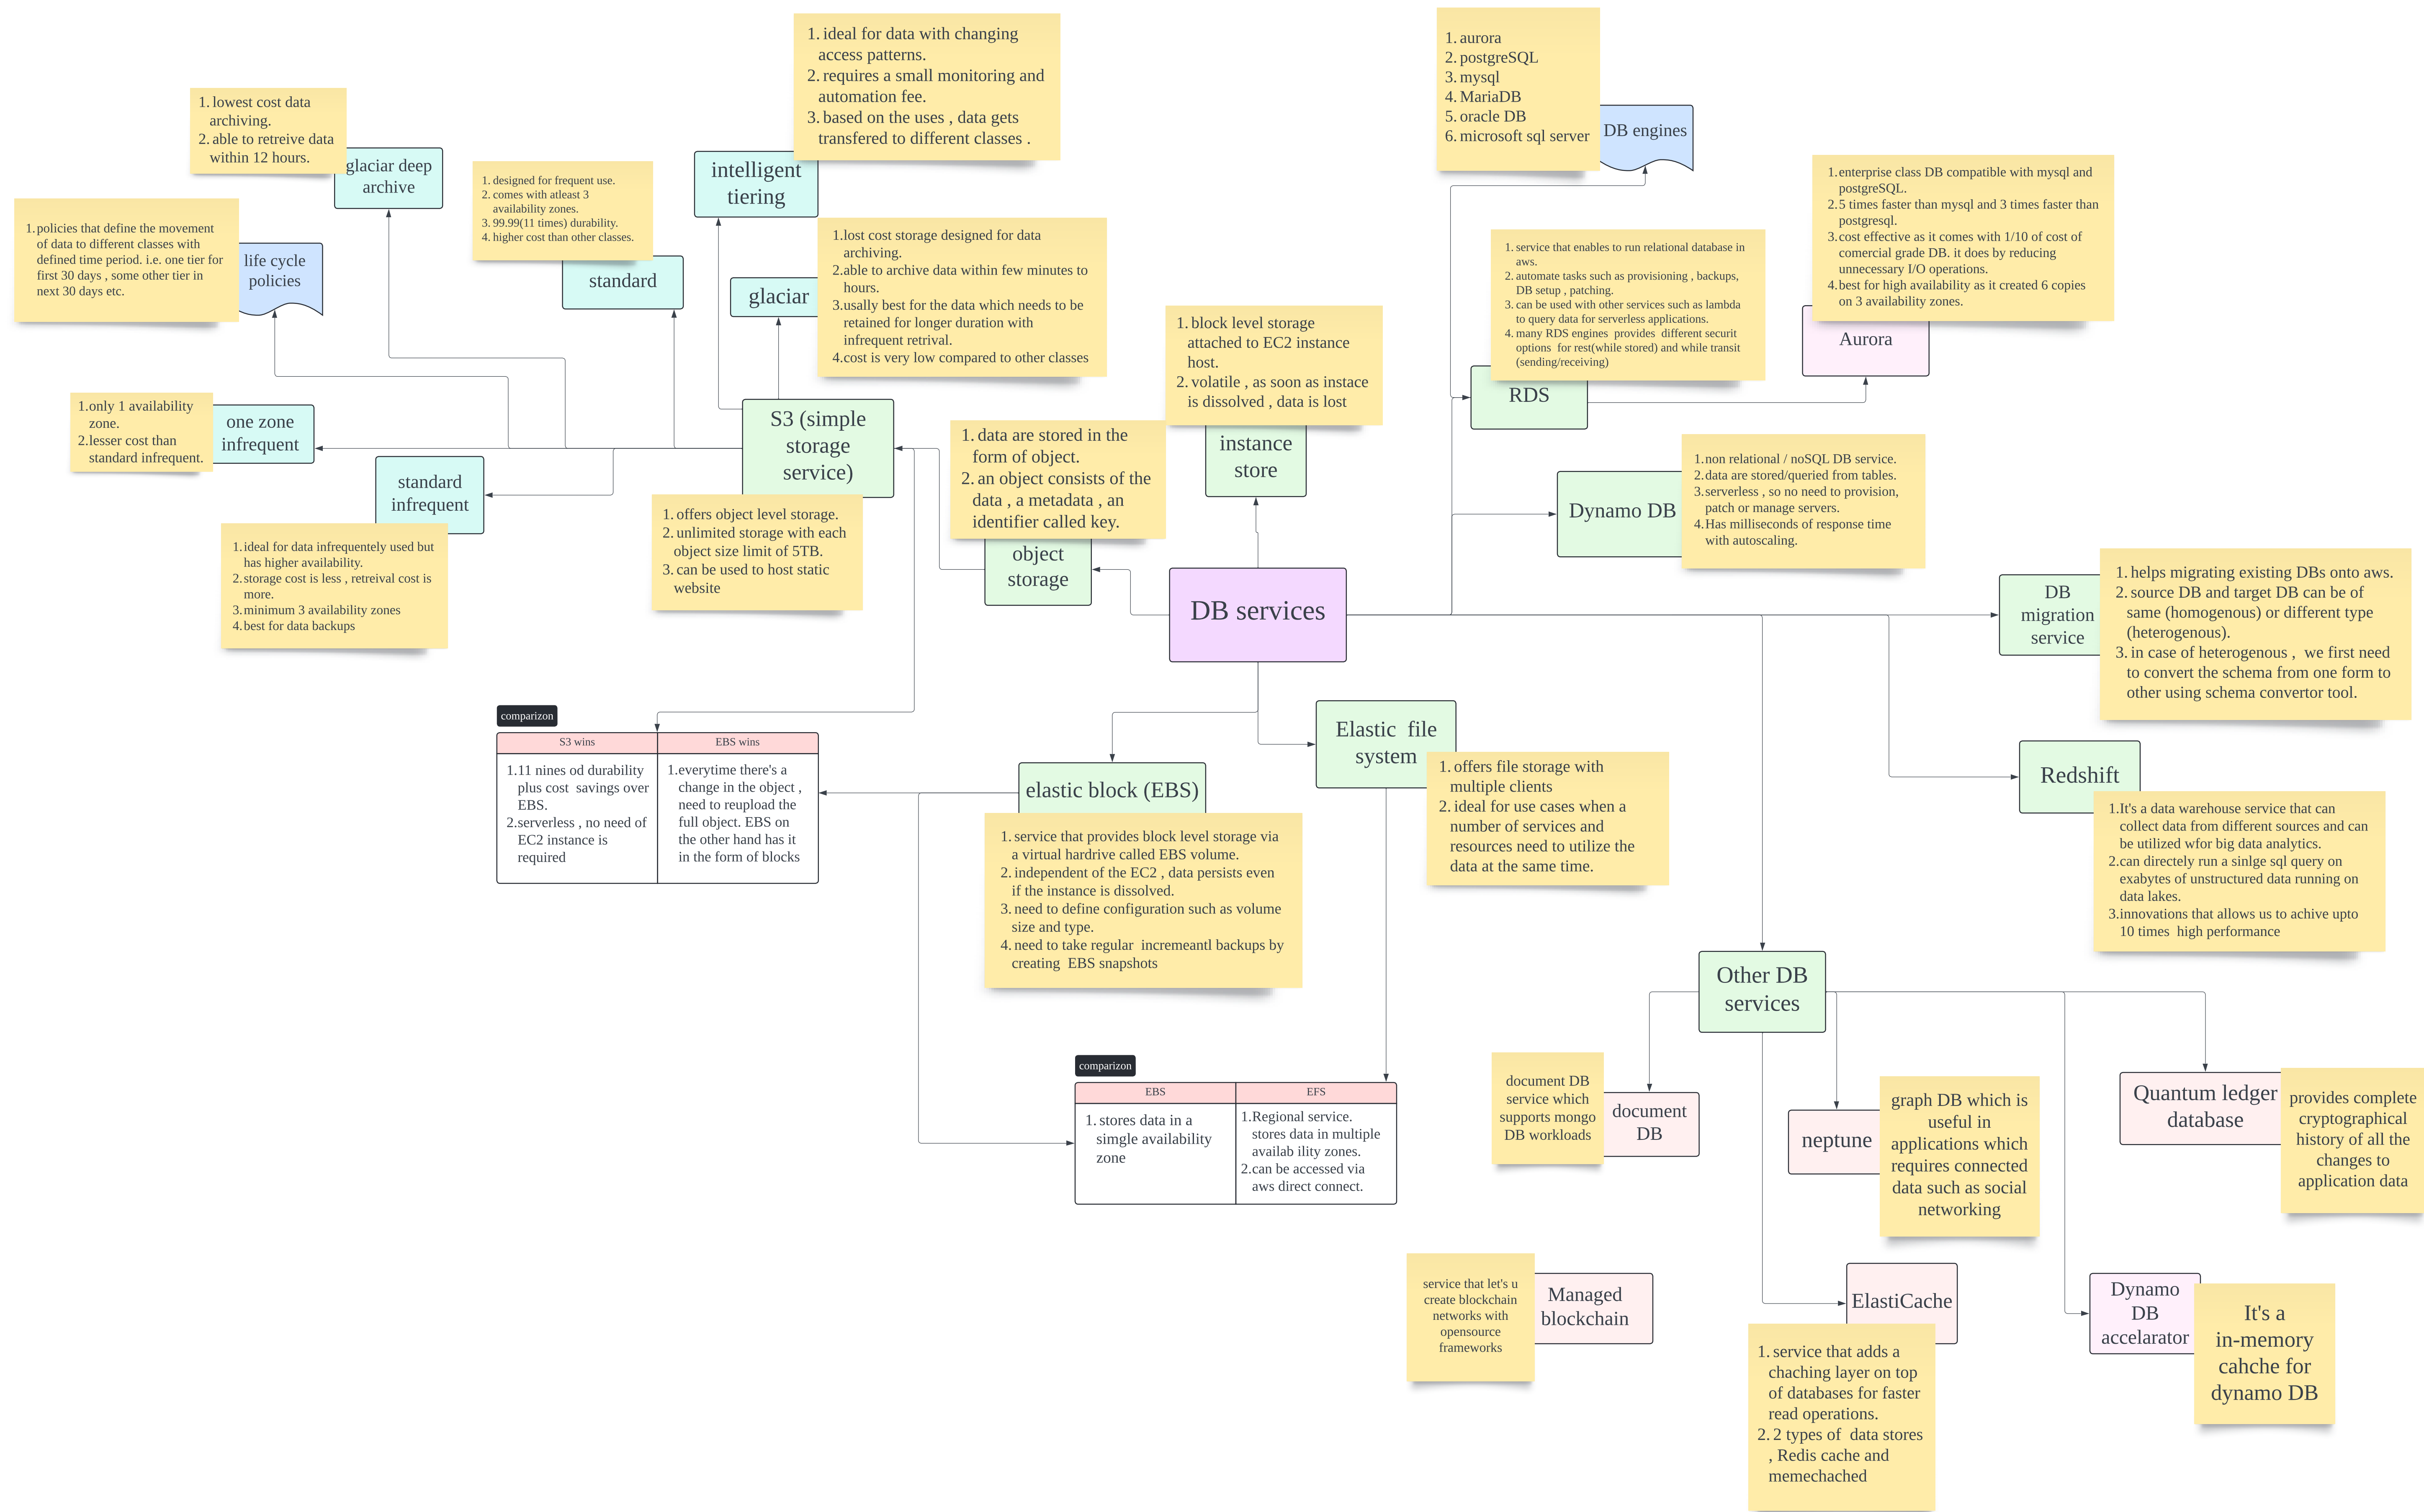 1. ideal for data with changing
access patterns.
2. requires a small monitoring and
automation fee.
3. based on the uses , data gets
transfered to different classes .
intelligent
tiering
1. lowest cost data
archiving.
2. able to retreive data
within 12 hours.
glaciar deep
archive
1. designed for frequent use.
2. comes with atleast 3
availability zones.
3. 99.99(11 times) durability.
4. higher cost than other classes.
standard
1. policies that define the movement
of data to different classes with
defined time period. i.e. one tier for
first 30 days , some other tier in
next 30 days etc.
life cycle
policies
1. lost cost storage designed for data
archiving.
2. able to archive data within few minutes to
hours.
3. usally best for the data which needs to be
retained for longer duration with
infrequent retrival.
4. cost is very low compared to other classes
glaciar
1. only 1 availability
zone.
2. lesser cost than
standard infrequent.
one zone
infrequent
standard
infrequent
1. ideal for data infrequentely used but
has higher availability.
2. storage cost is less , retreival cost is
more.
3. minimum 3 availability zones
4. best for data backups
S3 (simple
storage
service)
1. offers object level storage.
2. unlimited storage with each
object size limit of 5TB.
3. can be used to host static
website
1. data are stored in the
form of object.
2. an object consists of the
data , a metadata , an
identifier called key.
object
storage
1. block level storage
attached to EC2 instance
host.
2. volatile , as soon as instace
is dissolved , data is lost
instance
store
DB services
1. aurora
2. postgreSQL
3. mysql
4. MariaDB
5. oracle DB
6. microsoft sql server
DB engines
1. service that enables to run relational database in
aws.
2. automate tasks such as provisioning , backups,
DB setup , patching.
3. can be used with other services such as lambda
to query data for serverless applications.
4. many RDS engines provides different securit
options for rest(while stored) and while transit
(sending/receiving)
RDS
1. enterprise class DB compatible with mysql and
postgreSQL.
2. 5 times faster than mysql and 3 times faster than
postgresql.
3. cost effective as it comes with 1/10 of cost of
comercial grade DB. it does by reducing
unnecessary I/O operations.
4. best for high availability as it created 6 copies
on 3 availability zones.
Aurora
Dynamo DB
1. non relational / noSQL DB service.
2. data are stored/queried from tables.
3. serverless , so no need to provision,
patch or manage servers.
4. Has milliseconds of response time
with autoscaling.
DB
migration
service
1. helps migrating existing DBs onto aws.
2. source DB and target DB can be of
same (homogenous) or different type
(heterogenous).
3. in case of heterogenous , we first need
to convert the schema from one form to
other using schema convertor tool.
Redshift
1. It's a data warehouse service that can
collect data from different sources and can
be utilized wfor big data analytics.
2. can directely run a sinlge sql query on
exabytes of unstructured data running on
data lakes.
3. innovations that allows us to achive upto
10 times high performance
comparizon
S3 wins
1. 11 nines od durability
plus cost savings over
EBS.
2. serverless , no need of
EC2 instance is
required
EBS wins
1. everytime there's a
change in the object ,
need to reupload the
full object. EBS on
the other hand has it
in the form of blocks
elastic block (EBS)
1. service that provides block level storage via
a virtual hardrive called EBS volume.
2. independent of the EC2 , data persists even
if the instance is dissolved.
3. need to define configuration such as volume
size and type.
4. need to take regular increameantl backups by
creating EBS snapshots
Elastic file
system
1. offers file storage with
multiple clients
2. ideal for use cases when a
number of services and
resources need to utilize the
data at the same time.
comparizon
EBS
1. stores data in a
simgle availability
zone
EFS
1. Regional service.
stores data in multiple
availab ility zones.
2. can be accessed via
aws direct connect.
Other DB
services
document DB
service which
supports mongo
DB workloads
document
DB
neptune
graph DB which is
useful in
applications which
requires connected
data such as social
networking
Quantum ledger
database
provides complete
cryptographical
history of all the
changes to
application data
service that let's u
create blockchain
networks with
opensource
frameworks
Managed
blockchain
ElastiCache
1. service that adds a
chaching layer on top
of databases for faster
read operations.
2. 2 types of data stores
, Redis cache and
memechached
Dynamo
DB
accelarator
It's a
in-memory
cahche for
dynamo DB